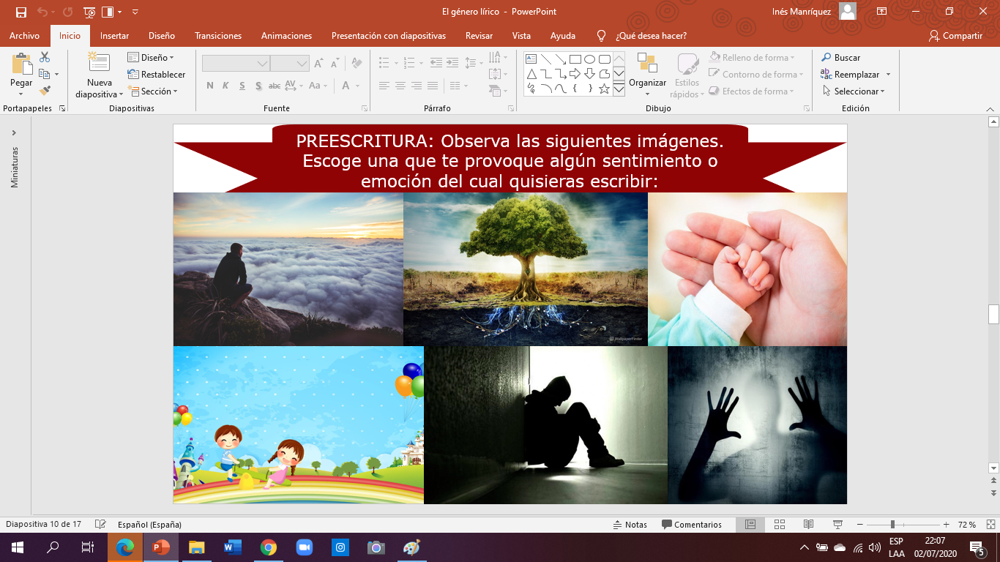 El género lírico - PowerPoint
Inés Manríquez
Archivo
Inicio
Insertar
Diseño
Transiciones
Animaciones
Presentación con diapositivas
Revisar
Vista
Ayuda
¿Qué desea hacer?
Compartir
Pegar
Nueva diapositiva
Diseño
Restablecer
Sección
N K S S abc AV Aa A
A A
Organizar
Estilos rápidos
Relleno de forma
Contorno de forma
Efectos de forma
Buscar
Reemplazar
Seleccionar
Portapapeles
Diapositivas
Fuente
Párrafo
Dibujo
Edición
Miniaturas
PREESCRITURA: Observa las siguientes imágenes.
Escoge una que te provoque algún sentimiento o
emoción del cual quisieras escribir:
WallpaperFinder
Diapositiva 10 de 17
Español (España)
Notas
Comentarios
72 %
ESP
LAA
22:07
02/07/2020
5